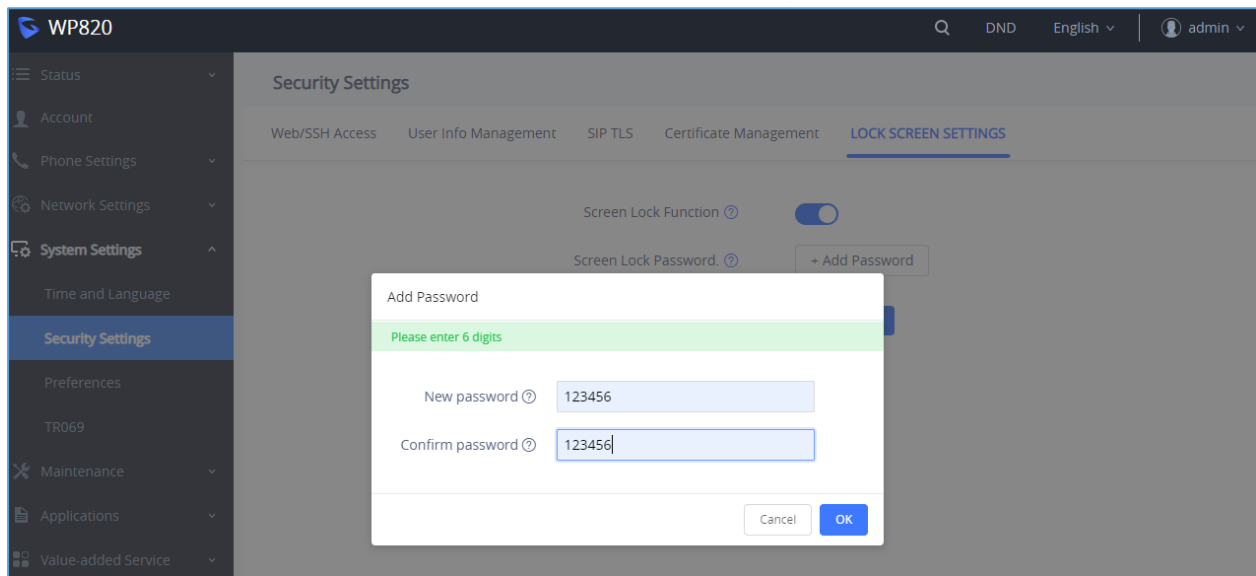 WP820
DND
English
admin
Status
Account
Phone Settings
Network Settings
System Settings
Time and Language
Security Settings
Preferences
TR069
Maintenance
Applications
Value-added Service
Security Settings
Web/SSH Access User Info Management SIP TLS Certificate Management LOCK SCREEN SETTINGS
Screen Lock Function ?
Screen Lock Password. ? + Add Password
Add Password
Please enter 6 digits
New password ? 123456
Confirm password ? 123456
Cancel OK